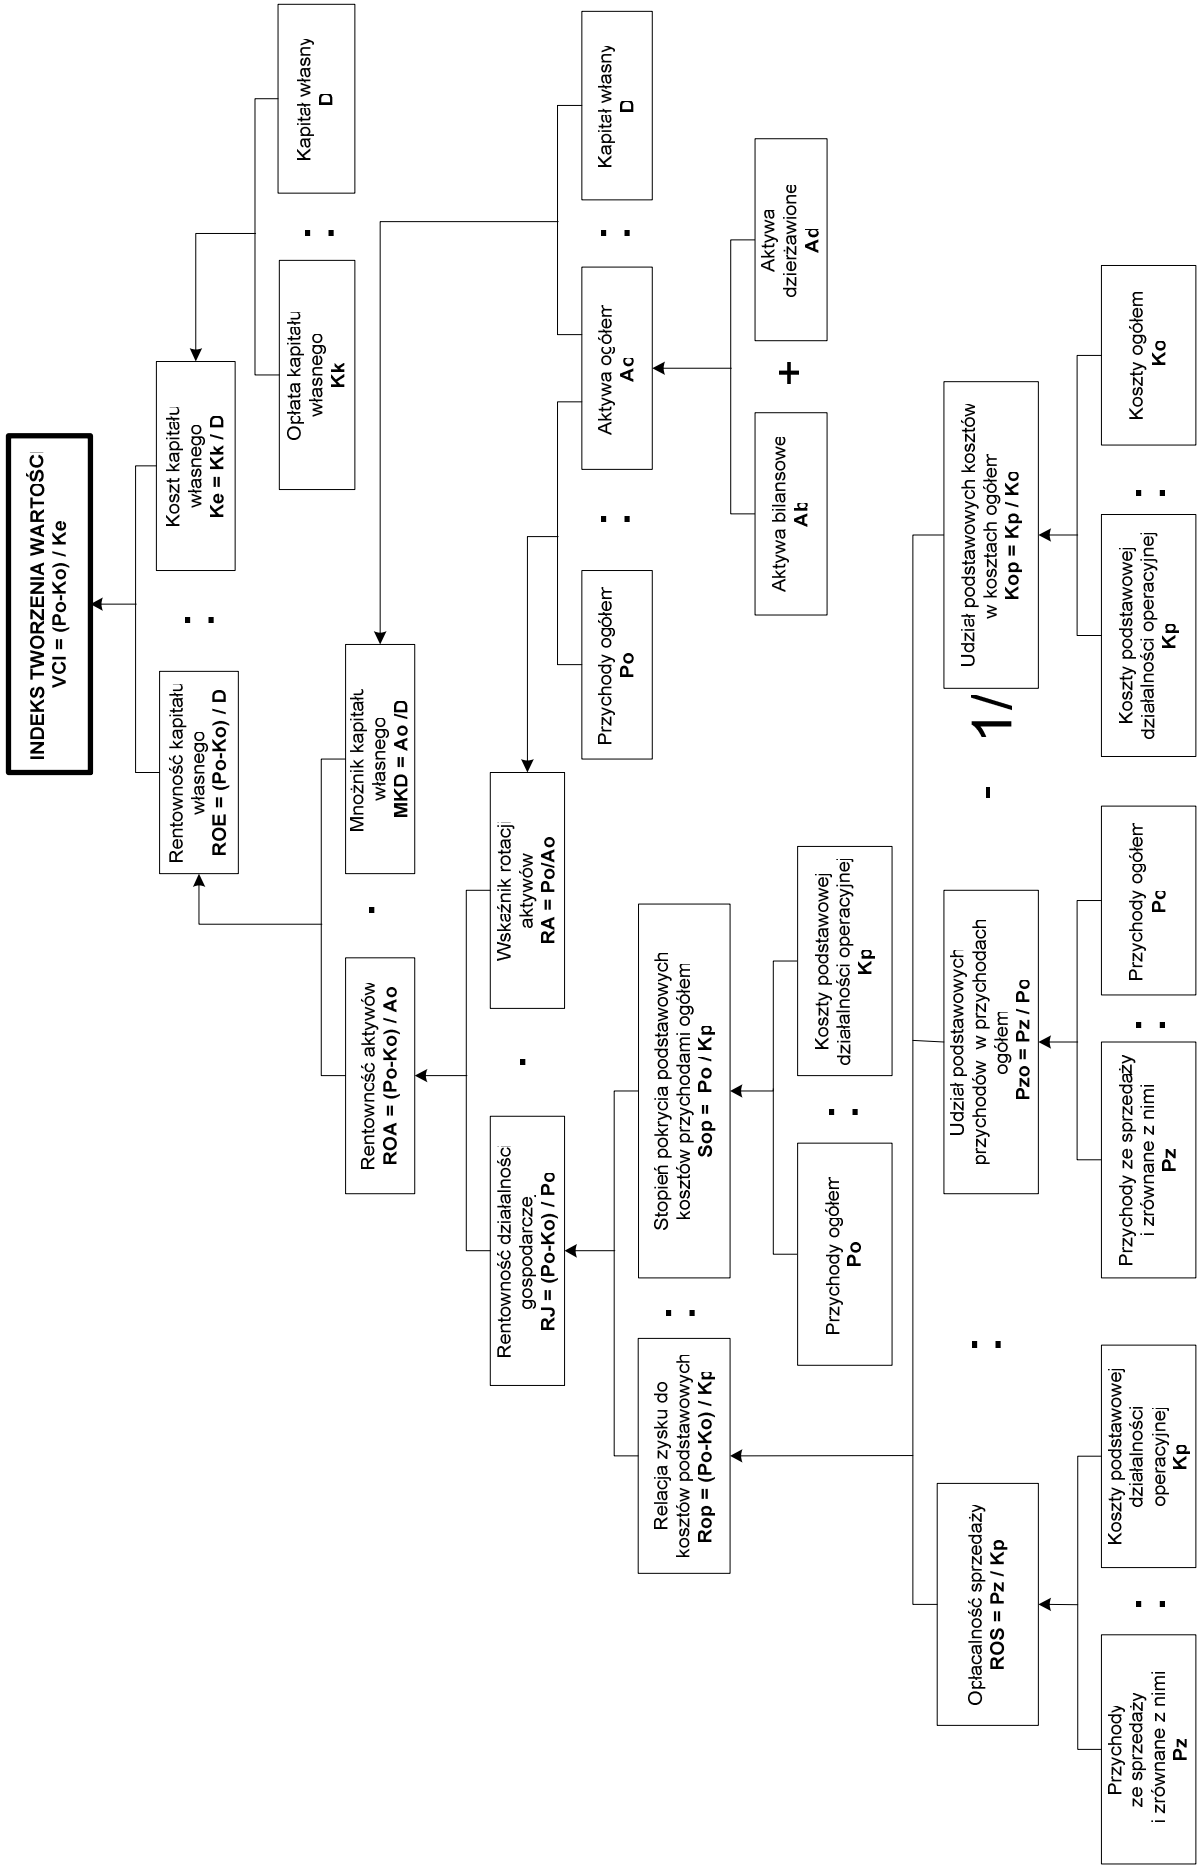 INDEKS TWORZENIA WARTOŚCI
VCI = (Po-Ko) / Ke
Rentowność kapitału
własnego
ROE = (Po-Ko) / D
:
Koszt kapitału
własnego
Ke = Kk / D
Opłata kapitału
własnego
Kk
:
Kapitał własny
D
Rentowność aktywów
ROA = (Po-Ko) / Ao
.
Mnożnik kapitału
własnego
MKD = Ao /D
Rentowność działalności
gospodarczej
RJ = (Po-Ko) / Po
.
Wskaźnik rotacji
aktywów
RA = Po/Ao
Przychody ogółem
Po
:
Aktywa ogółem
Ao
:
Kapitał własny
D
Relacja zysku do
kosztów podstawowych
Rop = (Po-Ko) / Kp
:
Stopień pokrycia podstawowych
kosztów przychodami ogółem
Sop = Po / Kp
Aktywa bilansowe
Ab
+
Aktywa
dzierżawione
Ad
Przychody ogółem
Po
:
Koszty podstawowej
działalności operacyjnej
Kp
Opłacalność sprzedaży
ROS = Pz / Kp
:
Udział podstawowych
przychodów w przychodach
ogółem
Pzo = Pz / Po
- 1/
Udział podstawowych kosztów
w kosztach ogółem
Kop = Kp / Ko
Przychody
ze sprzedaży
i zrównane z nimi
Pz
:
Koszty podstawowej
działalności
operacyjnej
Kp
Przychody ze sprzedaży
i zrównane z nimi
Pz
:
Przychody ogółem
Po
Koszty podstawowej
działalności operacyjnej
Kp
:
Koszty ogółem
Ko